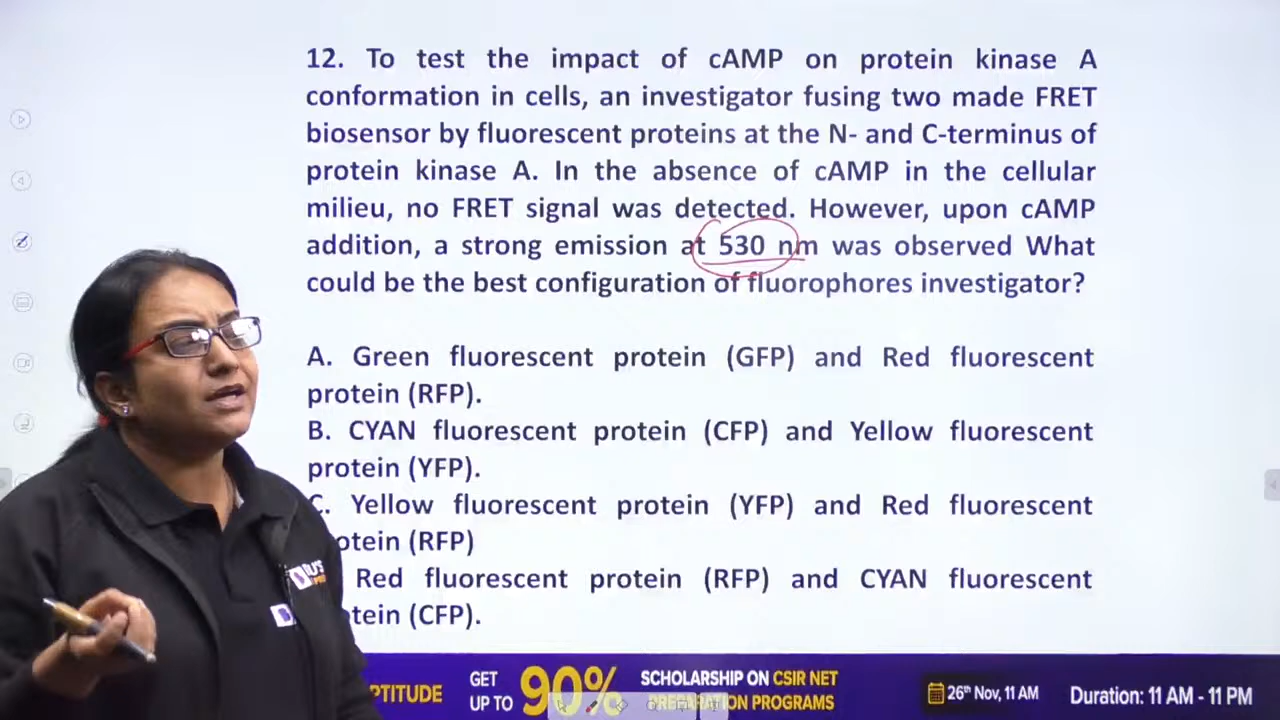 12. To test the impact of cAMP on protein kinase A
conformation in cells, an investigator fusing two made FRET
biosensor by fluorescent proteins at the N- and C-terminus of
protein kinase A. In the absence of cAMP in the cellular
milieu, no FRET signal was detected. However, upon cAMP
addition, a strong emission at 530 nm was observed What
could be the best configuration of fluorophores investigator?
A. Green fluorescent protein (GFP) and Red fluorescent
protein (RFP).
B. CYAN fluorescent protein (CFP) and Yellow fluorescent
protein (YFP).
C. Yellow fluorescent protein (YFP) and Red fluorescent
otein (RFP)
Red fluorescent protein (RFP) and CYAN fluorescent
tein (CFP).
PTITUDE
GET
UP TO
90%
SCHOLARSHIP ON CSIR NET
PREPARATION PROGRAMS
26th Nov, 11 AM
Duration: 11 AM - 11 PM